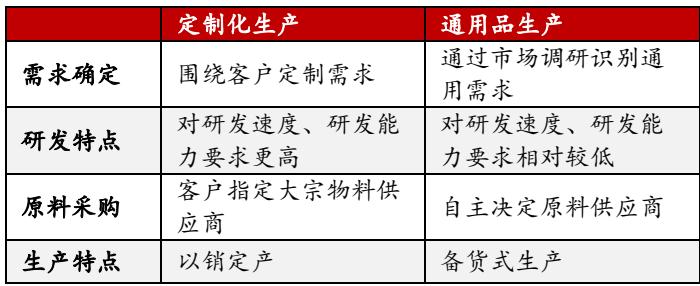 定制化生产 通用品生产
需求确定 围绕客户定制需求 通过市场调研识别通
用需求
研发特点 对研发速度、研发能 对研发速度、研发能
力要求更高 力要求相对较低
原料采购 客户指定大宗物料供 自主决定原料供应商
应商
生产特点 以销定产 备货式生产